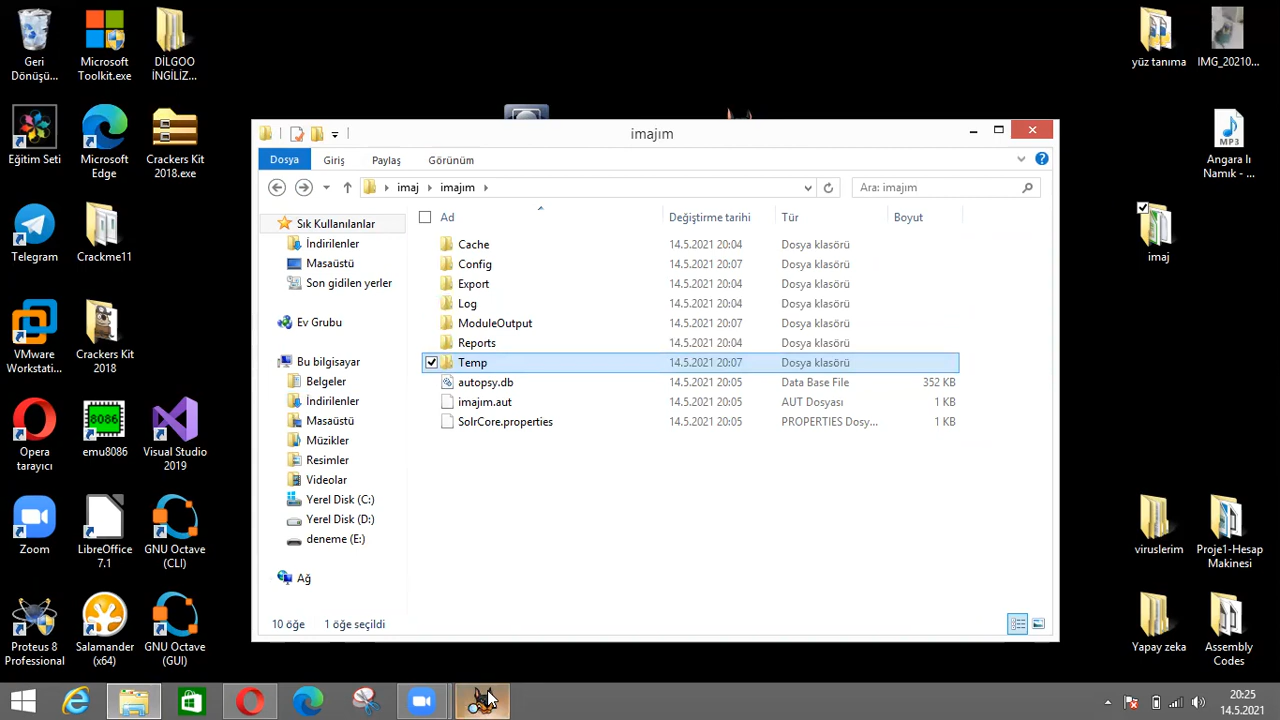 Geri
Dönüşü...
Microsoft
Toolkit.exe
DİLGOO
İNGİLİZ...
yüz tanıma
IMG_20210...
Eğitim Seti
Microsoft
Edge
Crackers Kit
2018.exe
MP3
Angara lı
Namık - ...
Telegram
Crackme11
imaj
VMware
Workstati...
Crackers Kit
2018
Opera
tarayıcı
8086
emu8086
Visual Studio
2019
Zoom
LibreOffice
7.1
GNU Octave
(CLI)
viruslerim
Proje1-Hesap
Makinesi
Proteus 8
Professional
Salamander
(x64)
GNU Octave
(GUI)
Yapay zeka
Assembly
Codes
imajım
Dosya Giriş Paylaş Görünüm
imaj imajım Ara: imajım
Sık Kullanılanlar
İndirilenler
Masaüstü
Son gidilen yerler
Ev Grubu
Bu bilgisayar
Belgeler
İndirilenler
Masaüstü
Müzikler
Resimler
Videolar
Yerel Disk (C:)
Yerel Disk (D:)
deneme (E:)
Ağ
Ad Değiştirme tarihi Tür Boyut
Cache 14.5.2021 20:04 Dosya klasörü
Config 14.5.2021 20:07 Dosya klasörü
Export 14.5.2021 20:04 Dosya klasörü
Log 14.5.2021 20:04 Dosya klasörü
ModuleOutput 14.5.2021 20:07 Dosya klasörü
Reports 14.5.2021 20:04 Dosya klasörü
Temp 14.5.2021 20:07 Dosya klasörü
autopsy.db 14.5.2021 20:05 Data Base File 352 KB
imajım.aut 14.5.2021 20:05 AUT Dosyası 1 KB
SolrCore.properties 14.5.2021 20:05 PROPERTIES Dosy... 1 KB
10 öğe 1 öğe seçildi
20:25
14.5.2021